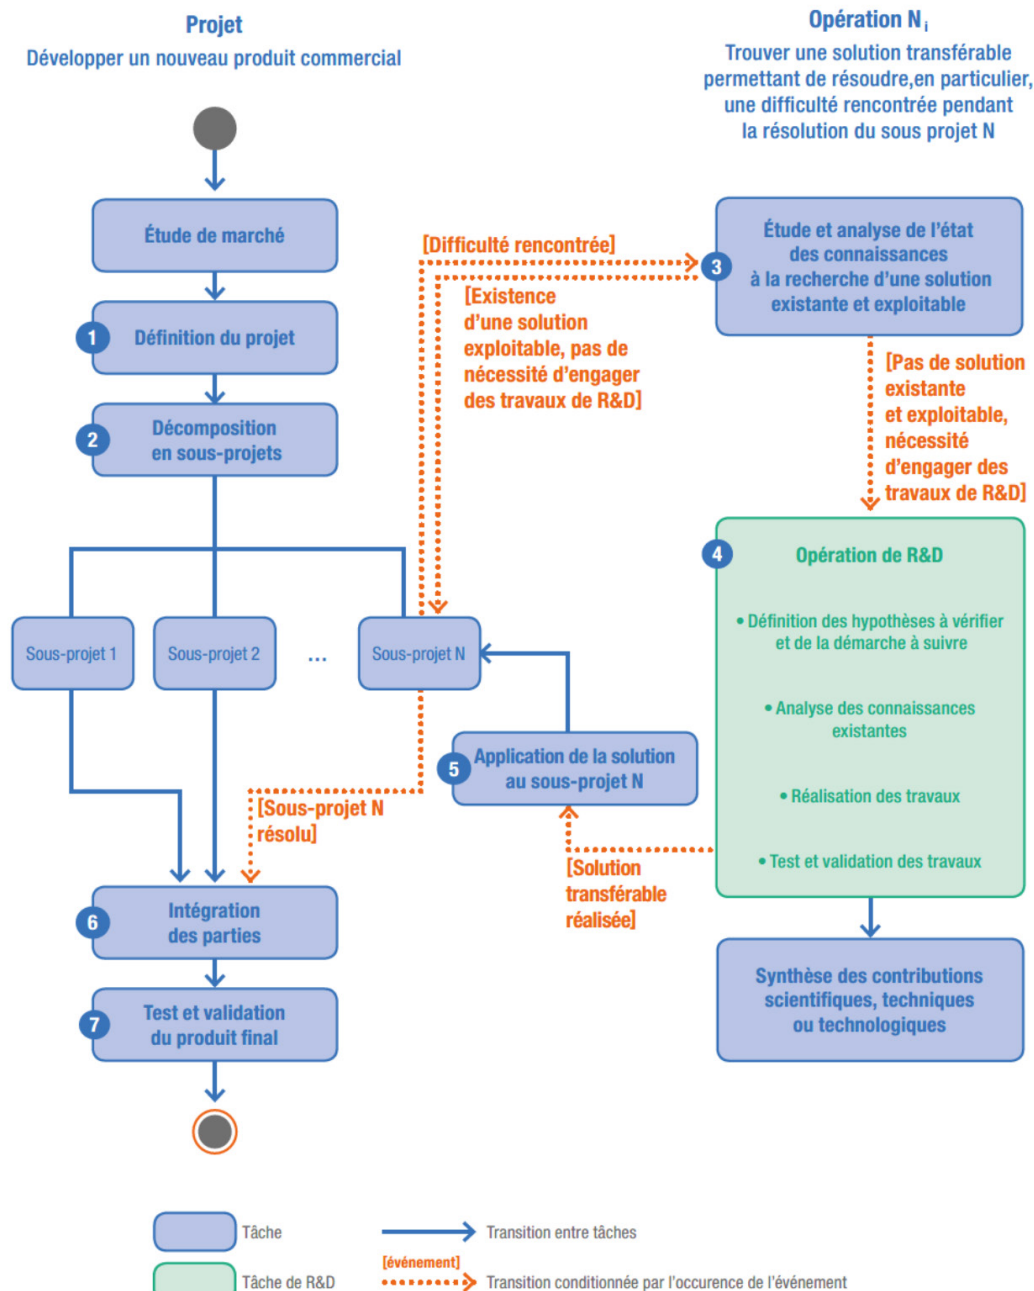 Projet
Développer un nouveau produit commercial
Opération N i
Trouver une solution transférable
permettant de résoudre,en particulier,
une difficulté rencontrée pendant
la résolution du sous projet N
Étude de marché
1
Définition du projet
2
Décomposition
en sous-projets
[Difficulté rencontrée]
[Existence
d'une solution
exploitable, pas de
nécessité d'engager
des travaux de R&D]
3
Étude et analyse de l'état
des connaissances
à la recherche d'une solution
existante et exploitable
[Pas de solution
existante
et exploitable,
nécessité
d'engager des
travaux de R&D]
Sous-projet 1
Sous-projet 2
...
Sous-projet N
4
Opération de R&D
• Définition des hypothèses à vérifier
et de la démarche à suivre
• Analyse des connaissances
existantes
• Réalisation des travaux
• Test et validation des travaux
5
Application de la solution
au sous-projet N
[Sous-projet N
résolu]
[Solution
transférable
réalisée]
6
Intégration
des parties
7
Test et validation
du produit final
Synthèse des contributions
scientifiques, techniques
ou technologiques
Tâche
Transition entre tâches
Tâche de R&D
[événement]
Transition conditionnée par l'occurence de l'événement